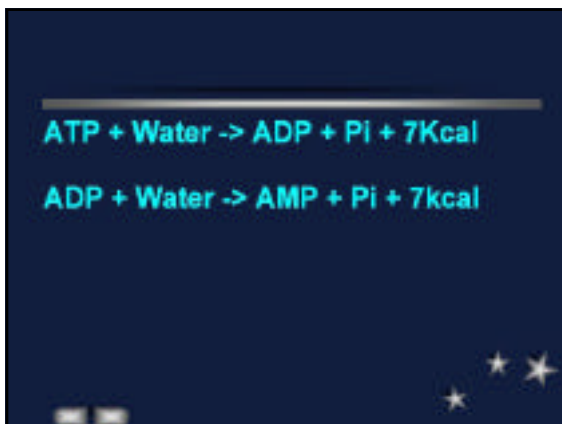 ATP + Water -> ADP + Pi + 7Kcal
ADP + Water -> AMP + Pi + 7kcal